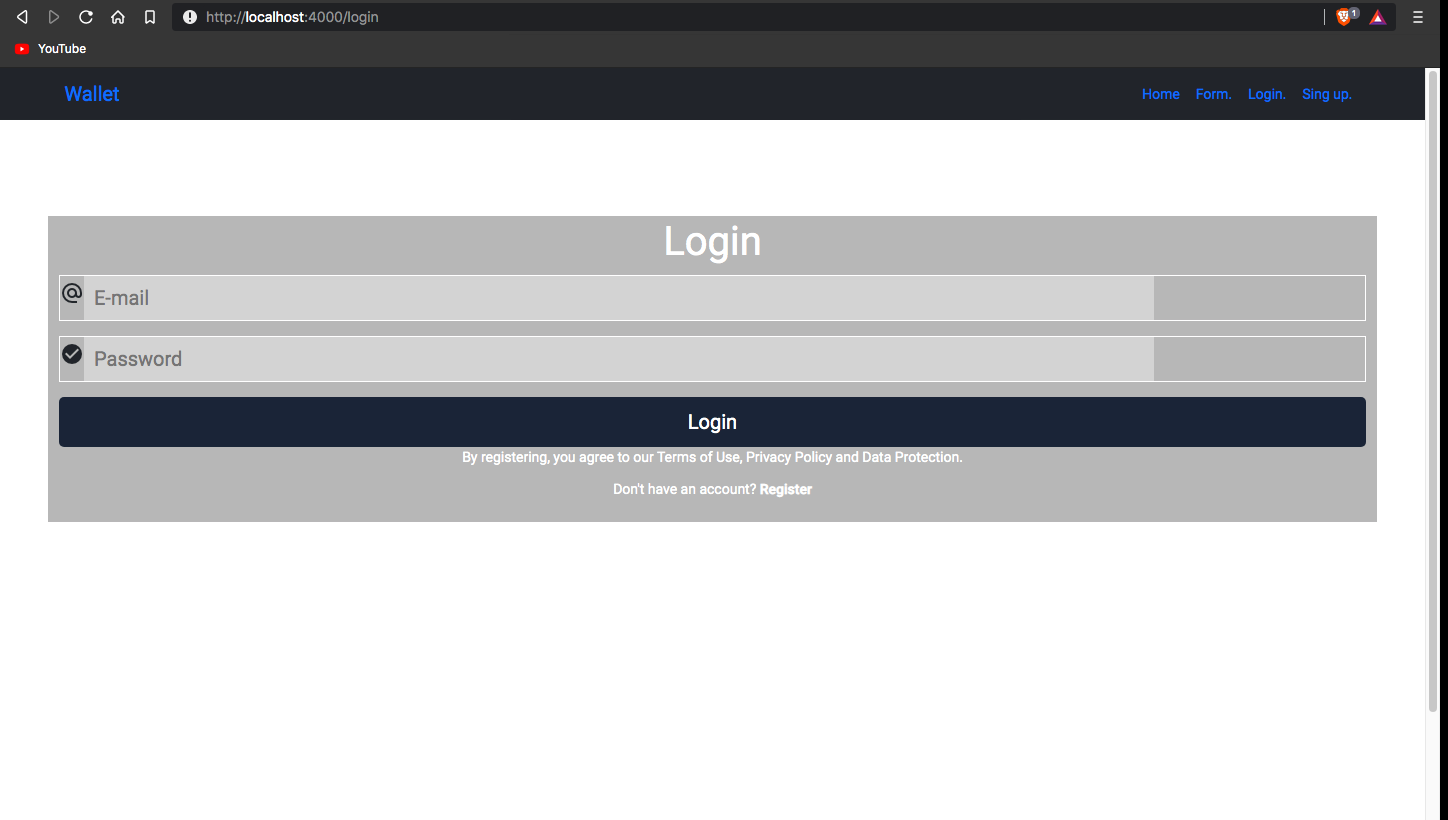 http://localhost:4000/login
1
YouTube
Wallet
Home Form. Login. Sing up.
Login
E-mail
Password
Login
By registering, you agree to our Terms of Use, Privacy Policy and Data Protection.
Don't have an account? Register